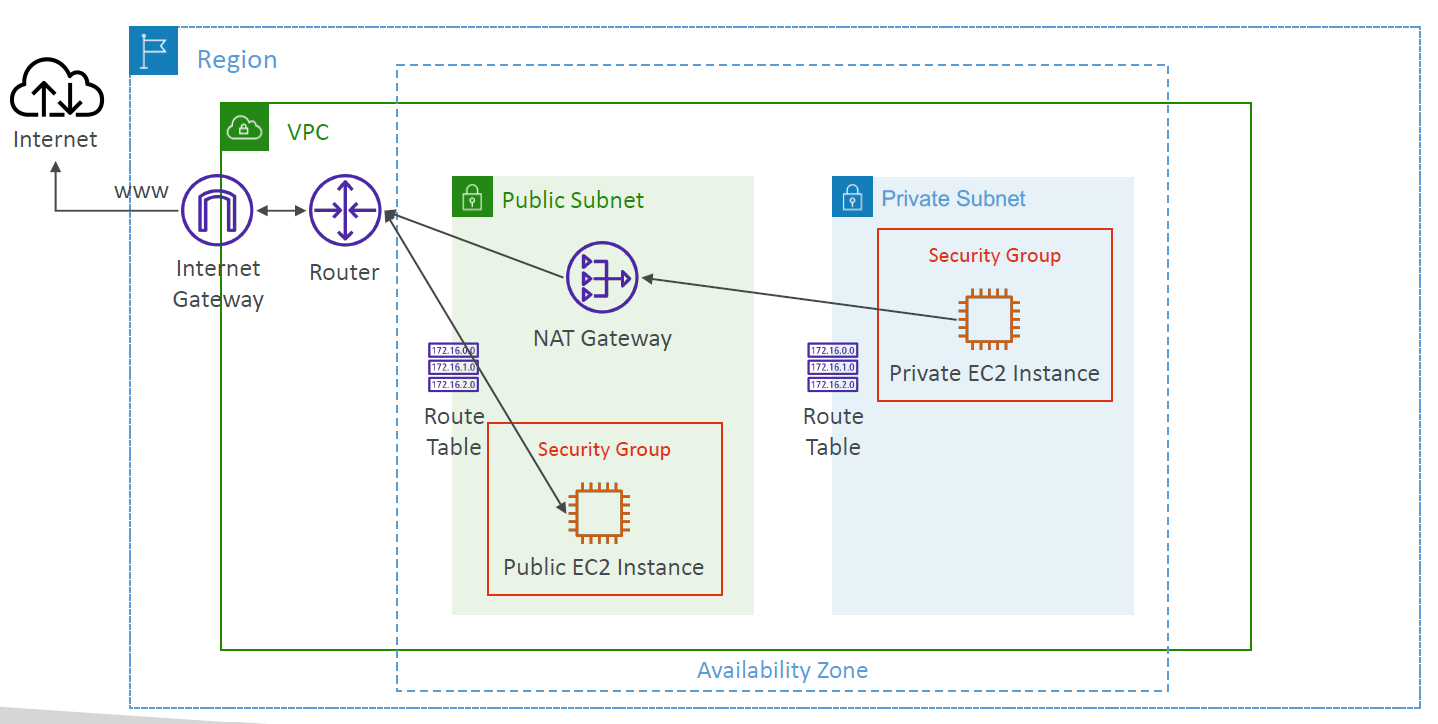 Region
Internet
VPC
www
Public Subnet
Private Subnet
Security Group
Internet
Gateway
Router
NAT Gateway
172.16.0.0
172.16.1.0
172.16.2.0
172.16.0.0
172.16.1.0
172.16.2.0
Private EC2 Instance
Route
Table
Route
Table
Security Group
Public EC2 Instance
Availability Zone